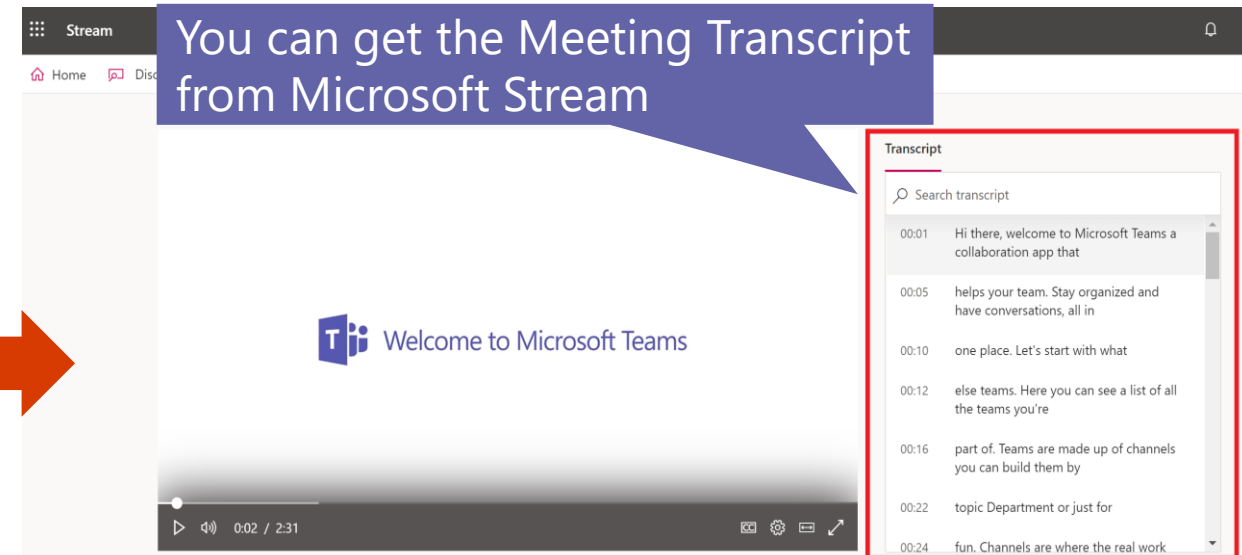 Stream
You can get the Meeting Transcript
from Microsoft Stream
Home Disc
Transcript
Search transcript
00:01 Hi there, welcome to Microsoft Teams a
collaboration app that
00:05 helps your team. Stay organized and
have conversations, all in
00:10 one place. Let's start with what
00:12 else teams. Here you can see a list of all
the teams you're
00:16 part of. Teams are made up of channels
you can build them by
00:22 topic Department or just for
00:24 fun. Channels are where the real work
T Welcome to Microsoft Teams
0:02 / 2:31 CC